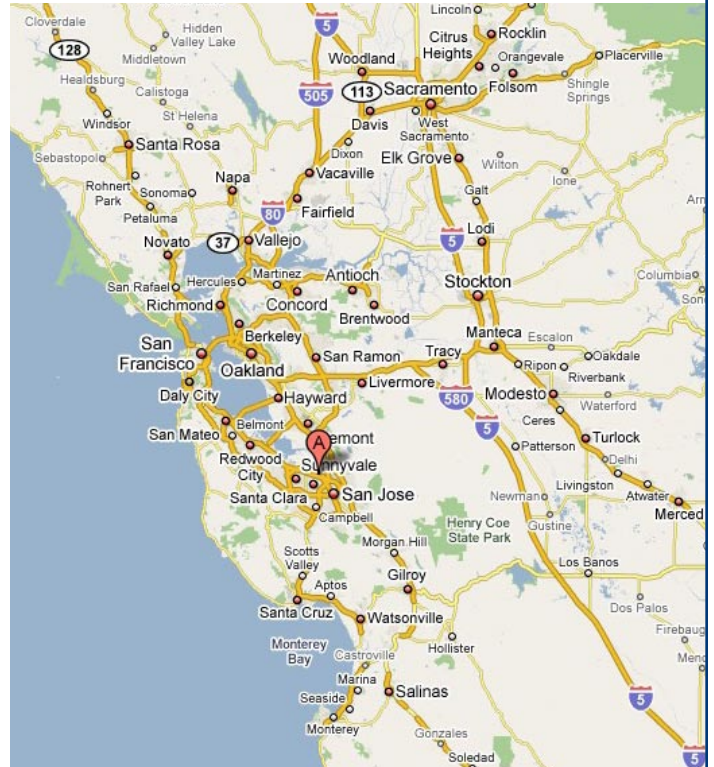 Cloverdale
128
Hidden
Valley Lake
Middletown
Healdsburg
Calistoga
St Helena
Windsor
Santa Rosa
Sebastopol
Rohnert
Park
Sonoma
Petaluma
Napa
Novato
37
Vallejo
San Rafael
Hercules
Martinez
Richmond
Concord
Antioch
Brentwood
Berkeley
San
Francisco
Oakland
San Ramon
Daly City
Hayward
Livermore
Belmont
San Mateo
Redwood
City
A
emont
Sunnyvale
Santa Clara
San Jose
Campbell
5
505
Woodland
113
Davis
Dixon
Vacaville
80
Fairfield
Lincoln
Rocklin
Citrus
Heights
Orangevale
Folsom
Placerville
Shingle
Springs
Sacramento
West
Sacramento
Elk Grove
Wilton
Galt
Ione
Arn
5
Lodi
Stockton
Columbia
Son
Manteca
Escalon
Oakdale
Tracy
Ripon
Riverbank
580
Modesto
Waterford
Ceres
5
Patterson
Turlock
Delhi
Livingston
Atwater
Newman
Gustine
Merced
Henry Coe
State Park
Morgan Hill
Los Banos
Scotts
Valley
Aptos
Gilroy
Dos Palos
Santa Cruz
Watsonville
Firebaug
Hollister
Monterey
Bay
Castroville
Mend
Marina
Seaside
Salinas
5
Monterey
Gonzales
Soledad
5